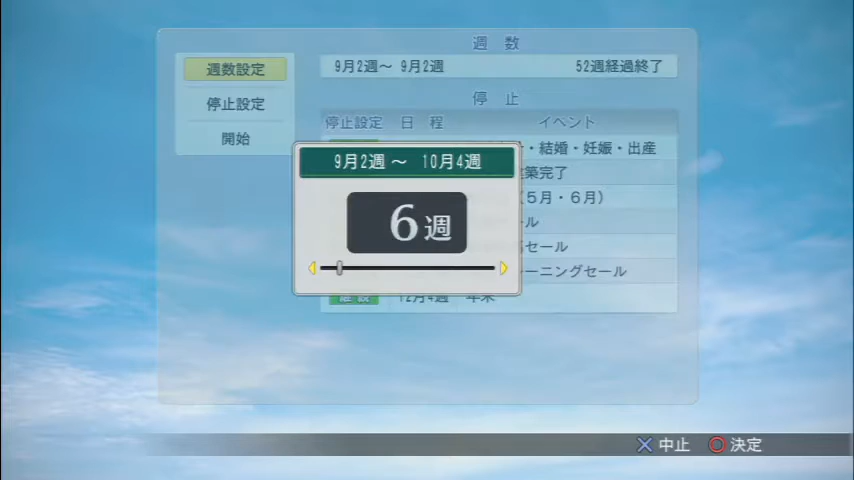 週 数
週数設定
9月2週～ 9月2週 52週経過終了
停止設定
停 止
停止設定 日 程 イベント
開始
・結婚・妊娠・出産
築完了
（5月・6月）
ル
セール
ーニングセール
継続 12月4週 年末
9月2週 ～ 10月4週
6週
中止 決定